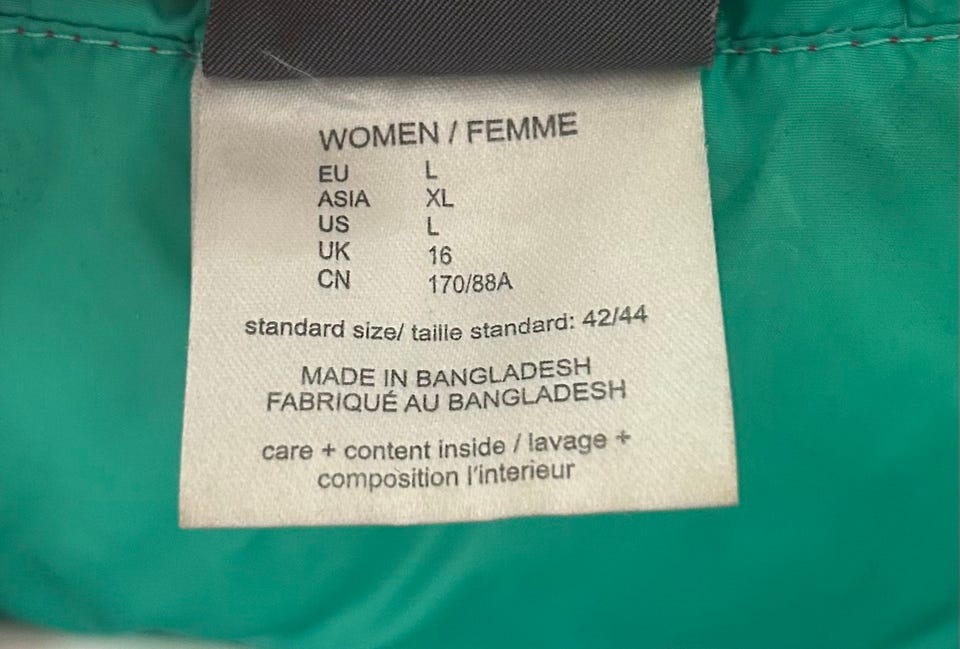 WOMEN / FEMME
EU L
ASIA XL
US L
UK 16
CN 170/88A
standard size/ taille standard: 42/44
MADE IN BANGLADESH
FABRIQUÉ AU BANGLADESH
care + content inside / lavage +
composition l'interieur